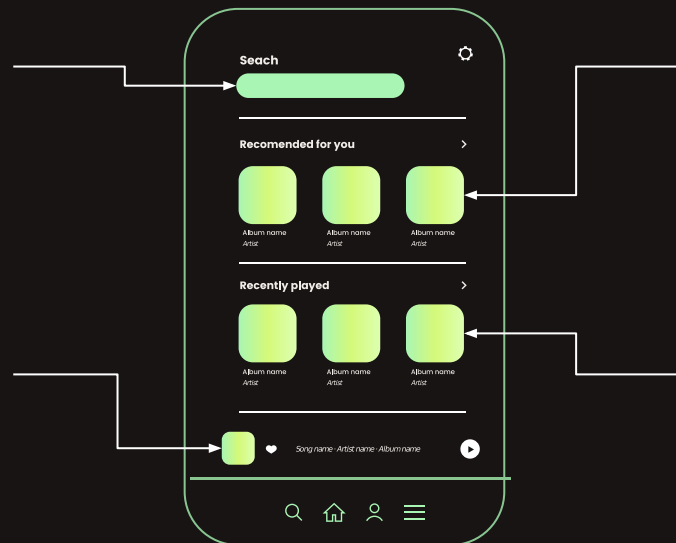 Seach
Recomended for you
Album name Album name Album name
Artist Artist Artist
Recently played
Album name Album name Album name
Artist Artist Artist
Song name - Artist name - Album name